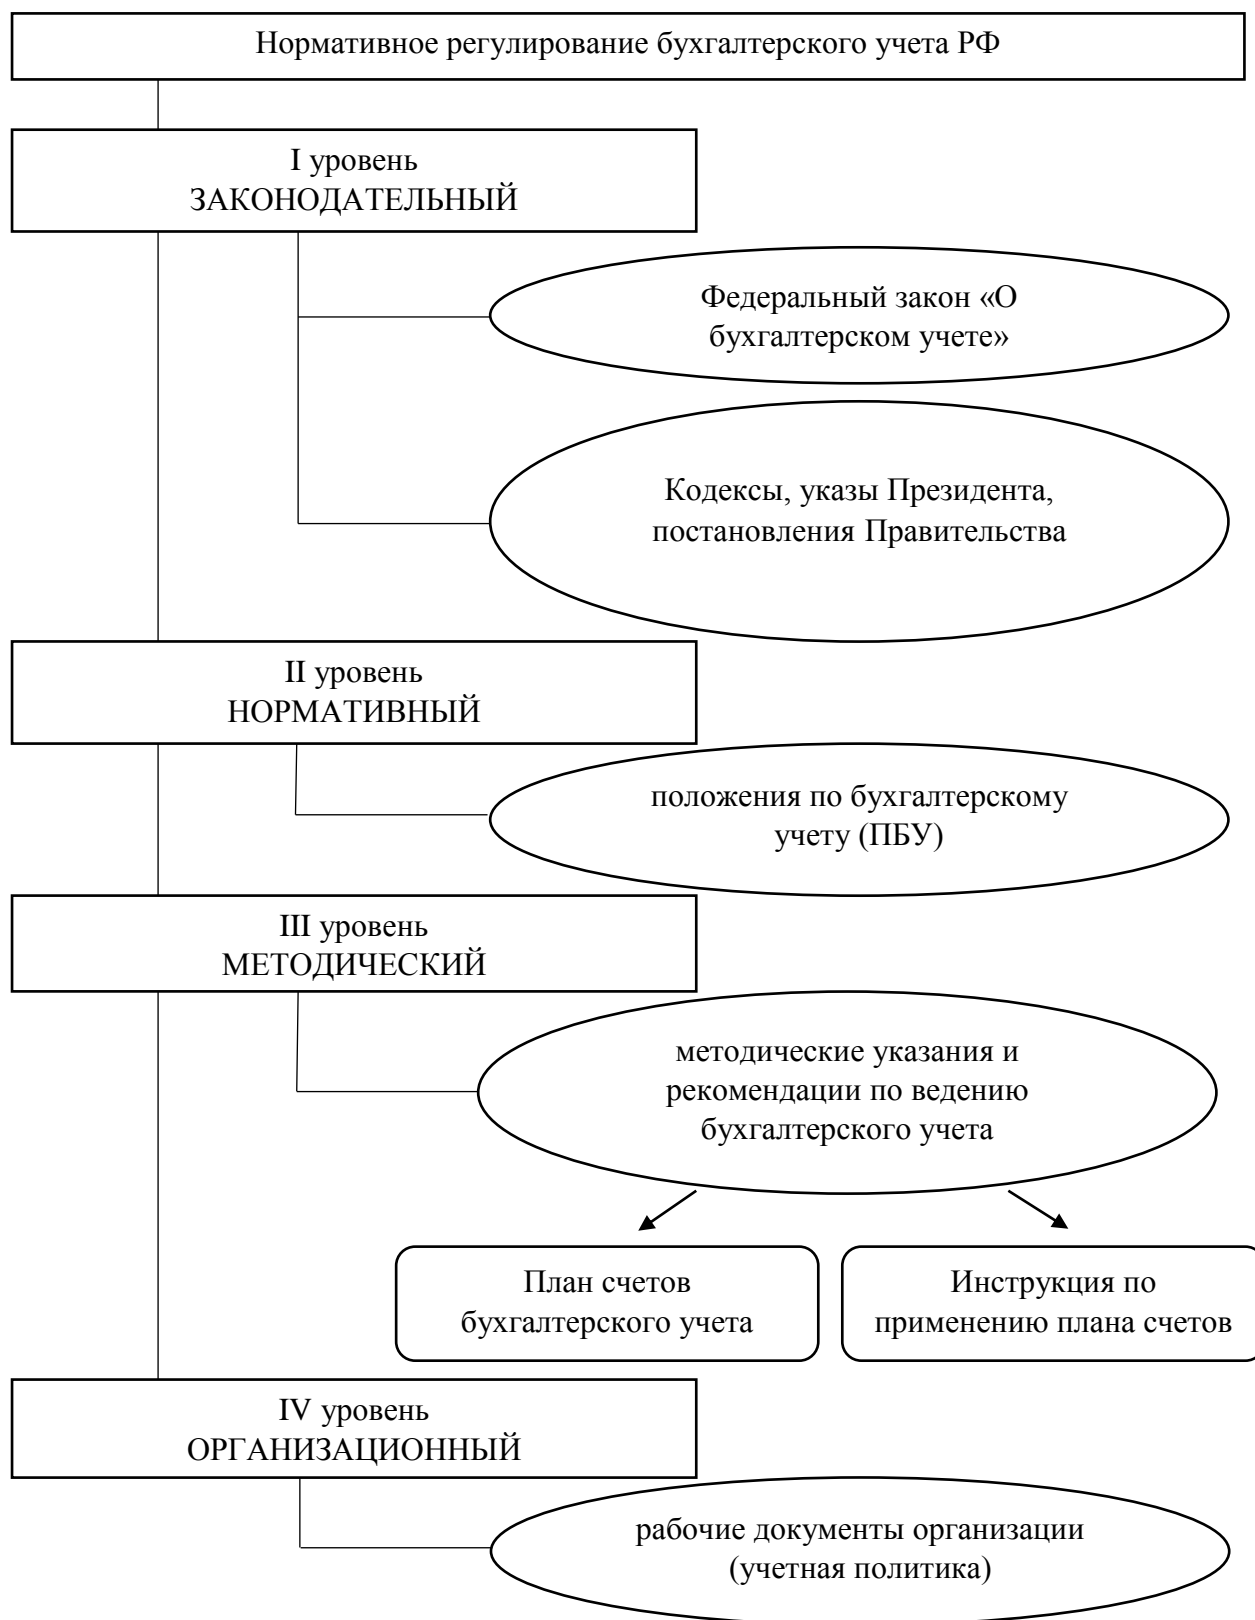 Нормативное регулирование бухгалтерского учета РФ
I уровень
ЗАКОНОДАТЕЛЬНЫЙ
Федеральный закон «О
бухгалтерском учете»
Кодексы, указы Президента,
постановления Правительства
II уровень
НОРМАТИВНЫЙ
положения по бухгалтерскому
учету (ПБУ)
III уровень
МЕТОДИЧЕСКИЙ
методические указания и
рекомендации по ведению
бухгалтерского учета
План счетов
бухгалтерского учета
Инструкция по
применению плана счетов
IV уровень
ОРГАНИЗАЦИОННЫЙ
рабочие документы организации
(учетная политика)